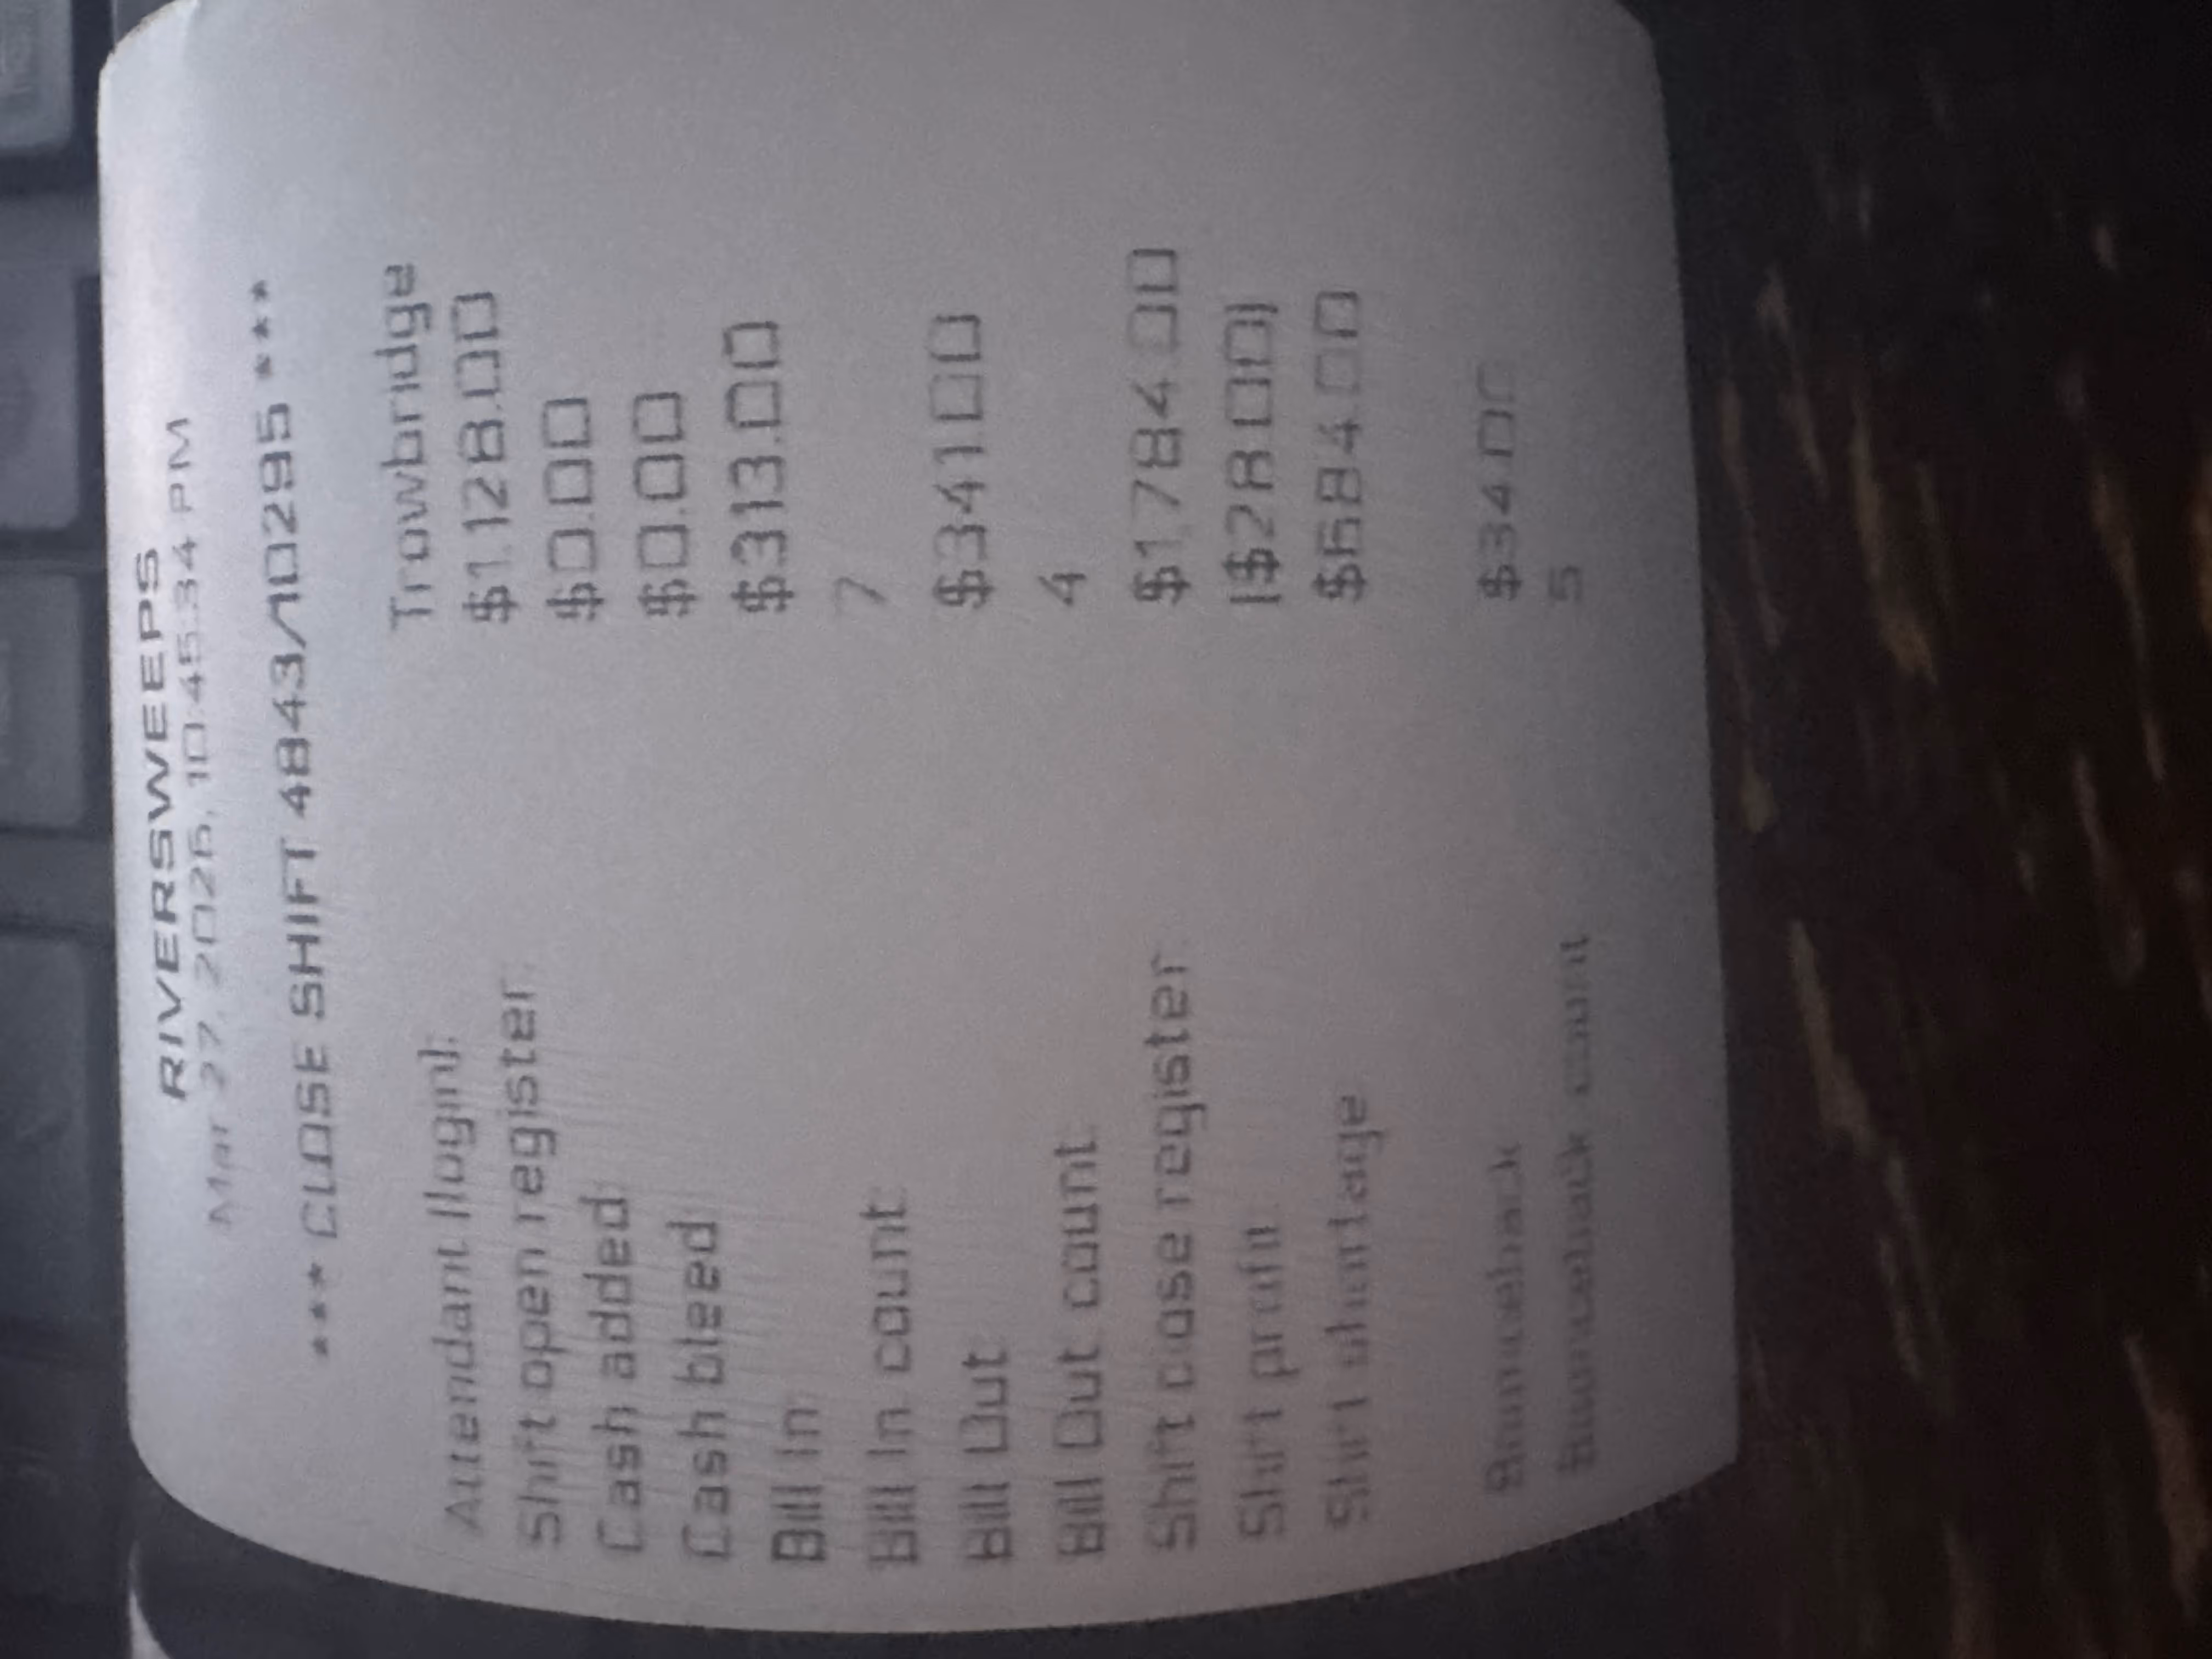 RIVERSWEEPS
Mar 27, 2026, 10:45:34 PM
*** CLOSE SHIFT 4843/10295 ***
Attendant (login): Trowbridge
Shift open register: $1,128.00
Cash added: $0.00
Cash bleed: $0.00
Bill In: $313.00
Bill In count: 7
Bill Out: $341.00
Bill Out count: 4
Shift close register: $1,784.00
Shift profit: ($28.00)
Shift shortage $684.00
Bounceback $34.00
Bounceback count 5